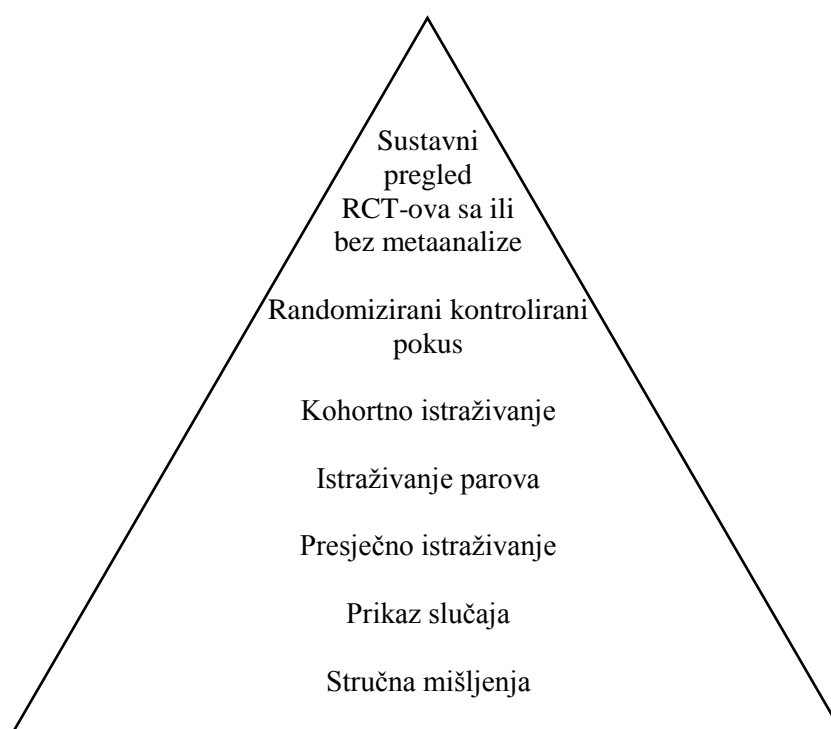 Sustavni
pregled
RCT-ova sa ili
bez metaanalize
Randomizirani kontrolirani
pokus
Kohortno istraživanje
Istraživanje parova
Presječno istraživanje
Prikaz slučaja
Stručna mišljenja